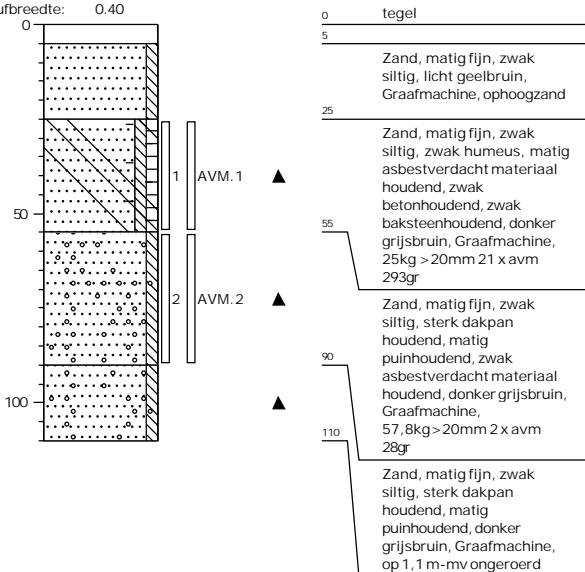 ufbreedte: 0.40
0
50
100
1
AVM.1
2
AVM.2
0
tegel
5
Zand, matig fijn, zwak
siltig, licht geelbruin,
Graafmachine, ophoogzand
25
Zand, matig fijn, zwak
siltig, zwak humeus, matig
asbestverdacht materiaal
houdend, zwak
betonhoudend, zwak
baksteenhoudend, donker
grijsbruin, Graafmachine,
25kg >20mm 21 x avm
293gr
55
Zand, matig fijn, zwak
siltig, sterk dakpan
houdend, matig
puinhoudend, zwak
asbestverdacht materiaal
houdend, donker grijsbruin,
Graafmachine,
57,8kg>20mm 2 x avm
28gr
90
Zand, matig fijn, zwak
siltig, sterk dakpan
houdend, matig
puinhoudend, donker
grijsbruin, Graafmachine,
op 1,1 m-mv ongeroerd
110